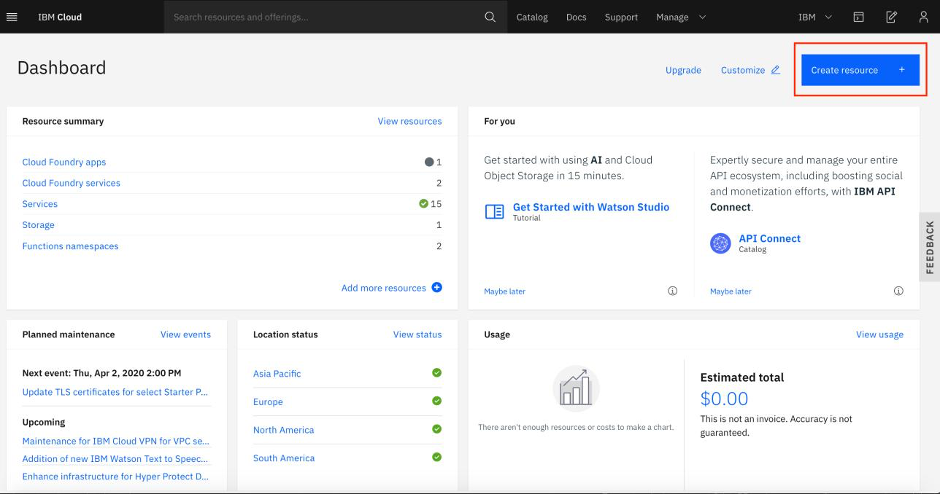 IBM Cloud
Search resources and offerings...
Catalog
Docs
Support
Manage
IBM
Dashboard
Upgrade
Customize
Create resource +
Resource summary
View resources
Cloud Foundry apps
1
Cloud Foundry services
2
Services
15
Storage
1
Functions namespaces
2
Add more resources
For you
Get started with using AI and Cloud
Object Storage in 15 minutes.
Get Started with Watson Studio
Tutorial
Maybe later
Expertly secure and manage your entire
API ecosystem, including boosting social
and monetization efforts, with IBM API
Connect.
API Connect
Catalog
Maybe later
FEEDBACK
Planned maintenance
View events
Next event: Thu, Apr 2, 2020 2:00 PM
Update TLS certificates for select Starter P...
Upcoming
Maintenance for IBM Cloud VPN for VPC se...
Addition of new IBM Watson Text to Speec...
Enhance infrastructure for Hyper Protect D...
Location status
View status
Asia Pacific
Europe
North America
South America
Usage
View usage
There aren't enough resources or costs to make a chart.
Estimated total
$0.00
This is not an invoice. Accuracy is not
guaranteed.